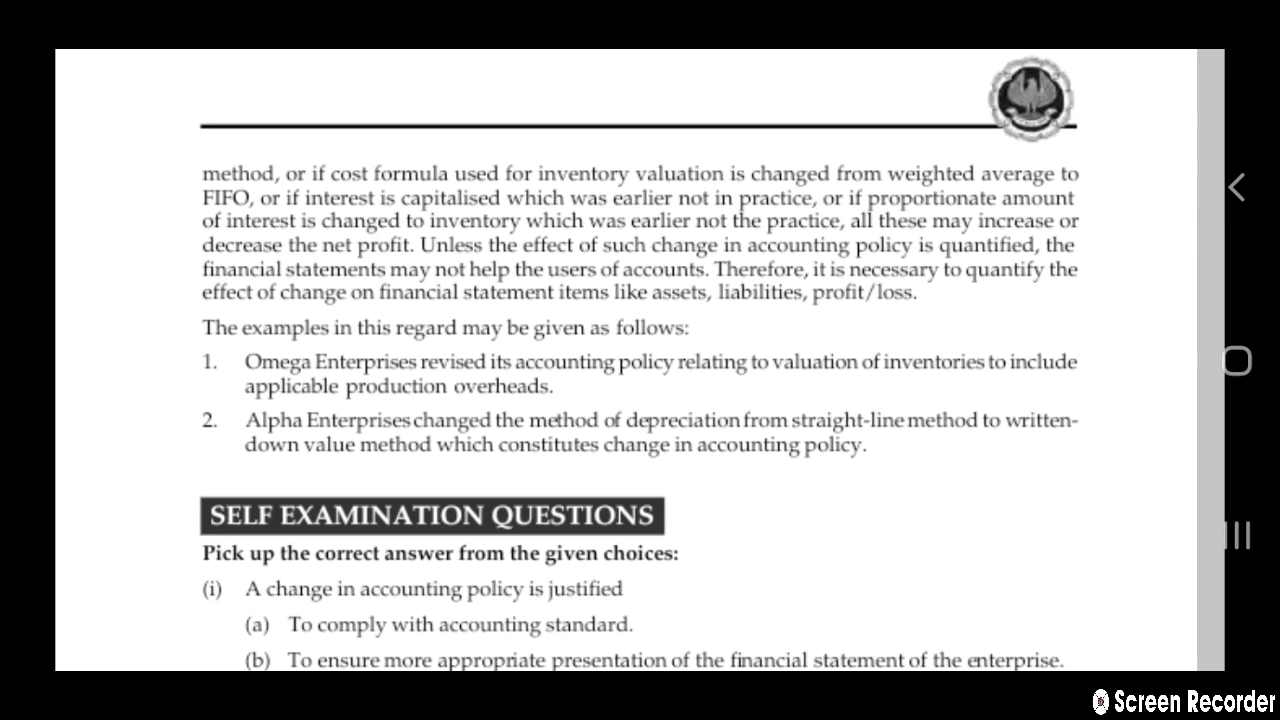 method, or if cost formula used for inventory valuation is changed from weighted average to
FIFO, or if interest is capitalised which was earlier not in practice, or if proportionate amount
of interest is changed to inventory which was earlier not the practice, all these may increase or
decrease the net profit. Unless the effect of such change in accounting policy is quantified, the
financial statements may not help the users of accounts. Therefore, it is necessary to quantify the
effect of change on financial statement items like assets, liabilities, profit/loss.
The examples in this regard may be given as follows:
1. Omega Enterprises revised its accounting policy relating to valuation of inventories to include
applicable production overheads.
2. Alpha Enterprises changed the method of depreciation from straight-line method to written-
down value method which constitutes change in accounting policy.
SELF EXAMINATION QUESTIONS
Pick up the correct answer from the given choices:
(i) A change in accounting policy is justified
(a) To comply with accounting standard.
(b) To ensure more appropriate presentation of the financial statement of the enterprise.
Screen Recorder